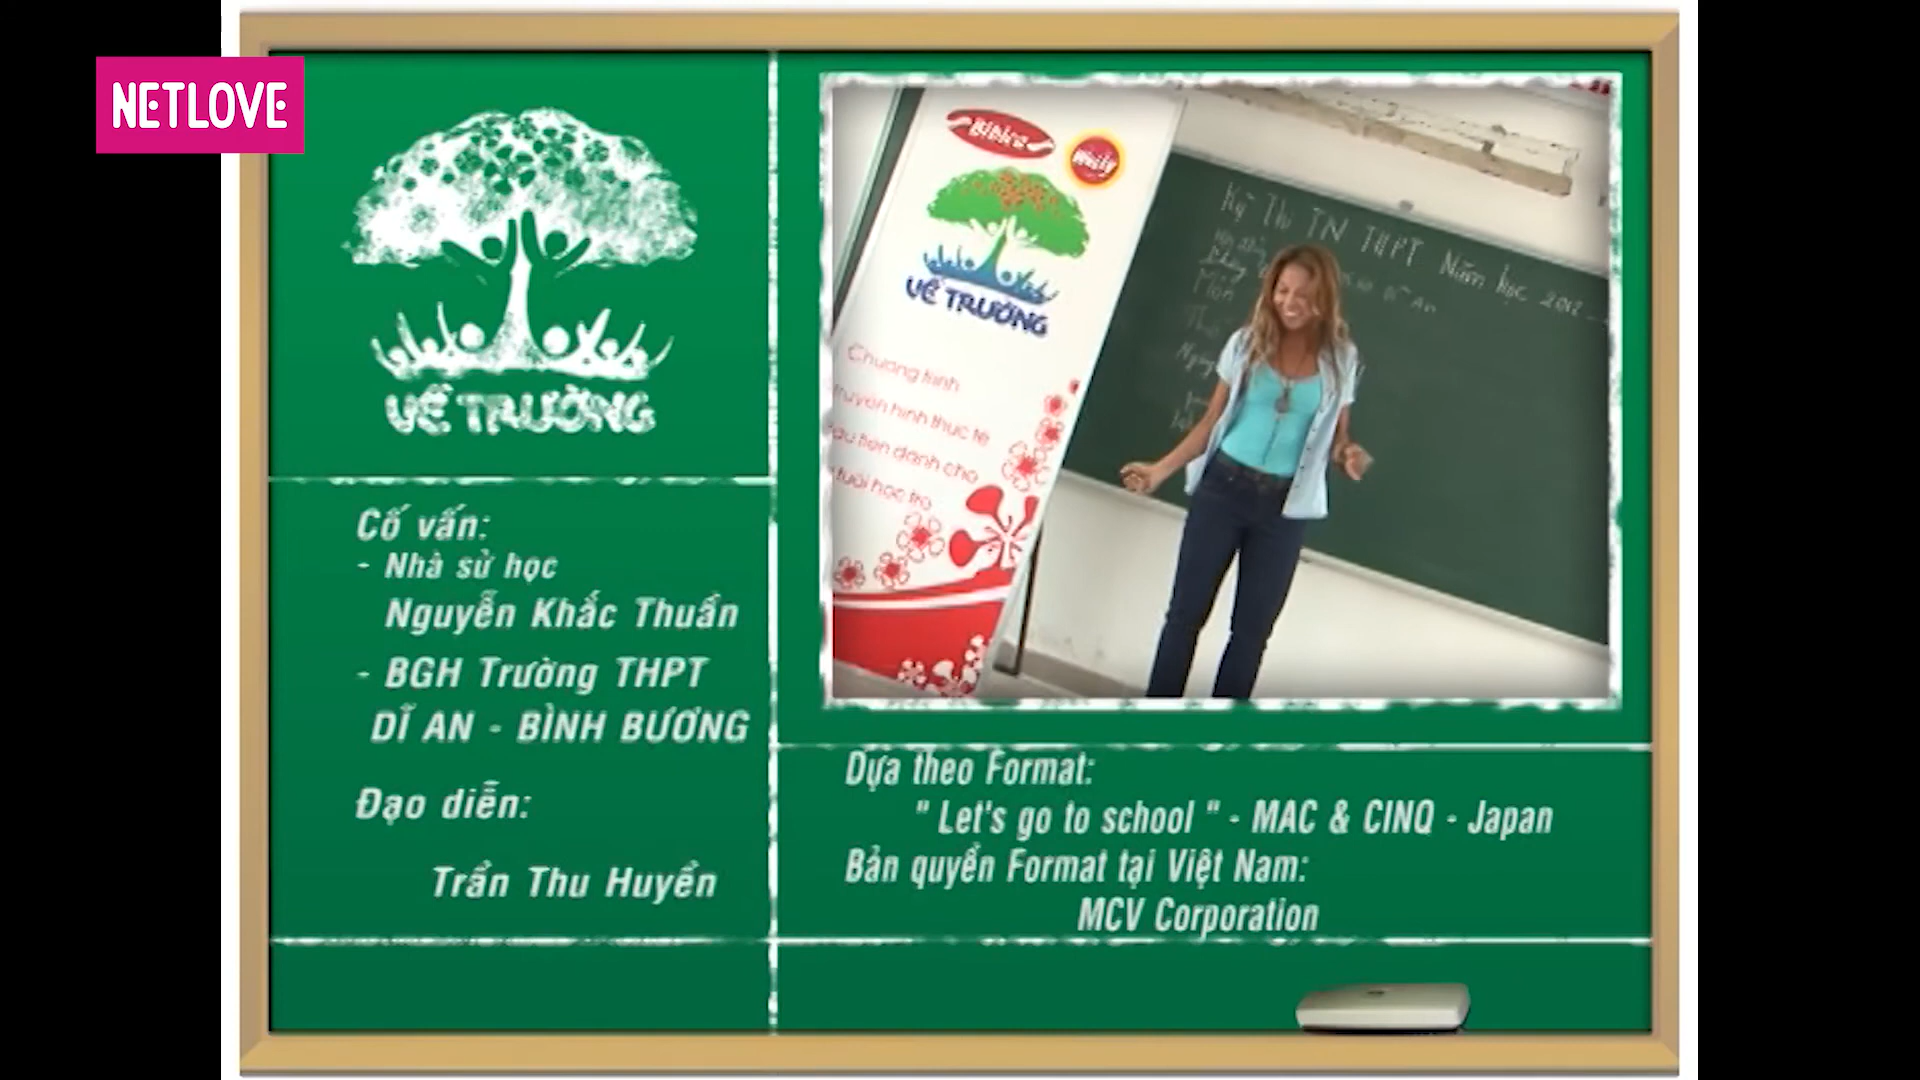 NETLOVE
VỀ TRƯỜNG
Cố vấn:
- Nhà sử học
Nguyễn Khắc Thuần
- BGH Trường THPT
DĨ AN - BÌNH BƯƠNG
Đạo diễn:
Trần Thu Huyền
Bibica
VỀ TRƯỜNG
Chương trình
truyền hình thực tế
đầu tiên dành cho
tuổi học trò
Kỳ Thi TN THPT Năm học 2012
Dựa theo Format:
" Let's go to school " - MAC & CINQ - Japan
Bản quyền Format tại Việt Nam:
MCV Corporation